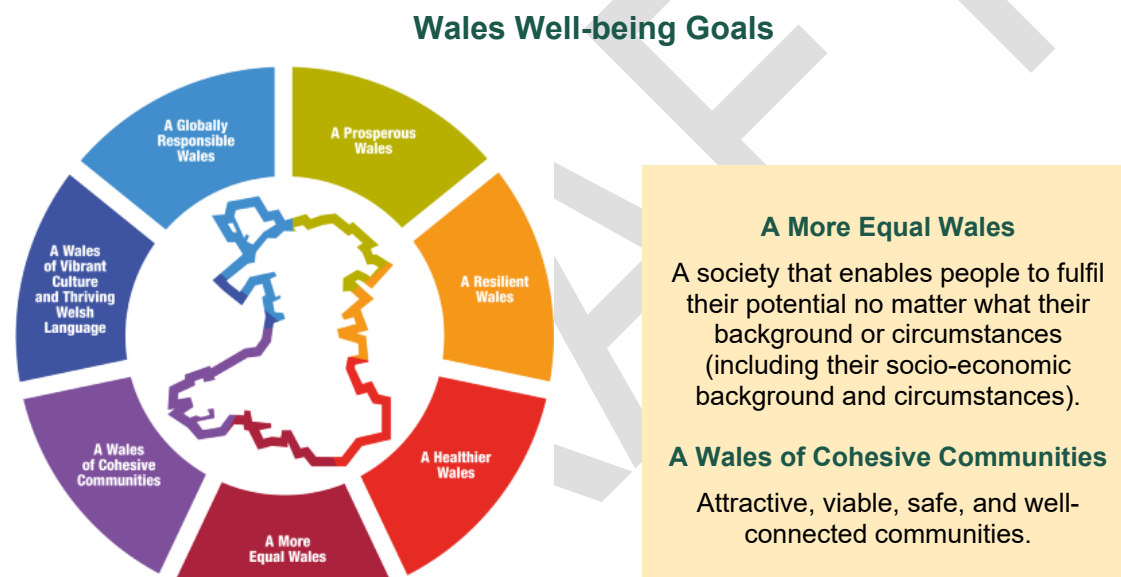 Wales Well-being Goals
A Globally
Responsible
Wales
A Prosperous
Wales
A Resilient
Wales
A Healthier
Wales
A More
Equal Wales
A Wales
of Cohesive
Communities
A Wales
of Vibrant
Culture
and Thriving
Welsh
Language
A More Equal Wales
A society that enables people to fulfil
their potential no matter what their
background or circumstances
(including their socio-economic
background and circumstances).
A Wales of Cohesive Communities
Attractive, viable, safe, and well-
connected communities.